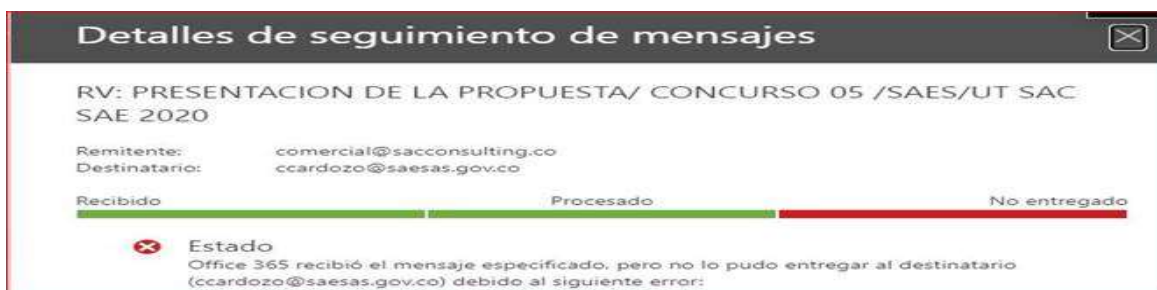 Detalles de seguimiento de mensajes
RV: PRESENTACION DE LA PROPUESTA/ CONCURSO 05 /SAES/UT SAC
SAE 2020
Remitente: comercial@sacconsulting.co
Destinatario: ccardozo@saesas.gov.co
Recibido Procesado No entregado
Estado
Office 365 recibió el mensaje especificado, pero no lo pudo entregar al destinatario
(ccardozo@saesas.gov.co) debido al siguiente error: